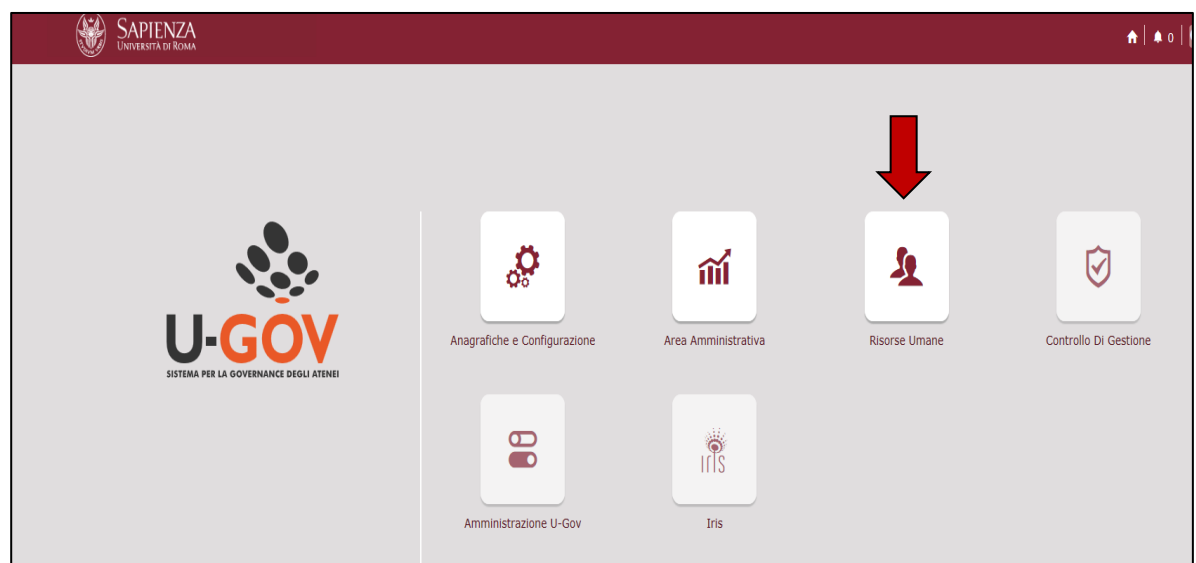 SAPIENZA
UNIVERSITÀ DI ROMA
0
U-GOV
SISTEMA PER LA GOVERNANCE DEGLI ATENEI
Anagrafiche e Configurazione
Area Amministrativa
Risorse Umane
Controllo Di Gestione
IrIS
Amministrazione U-Gov
Iris